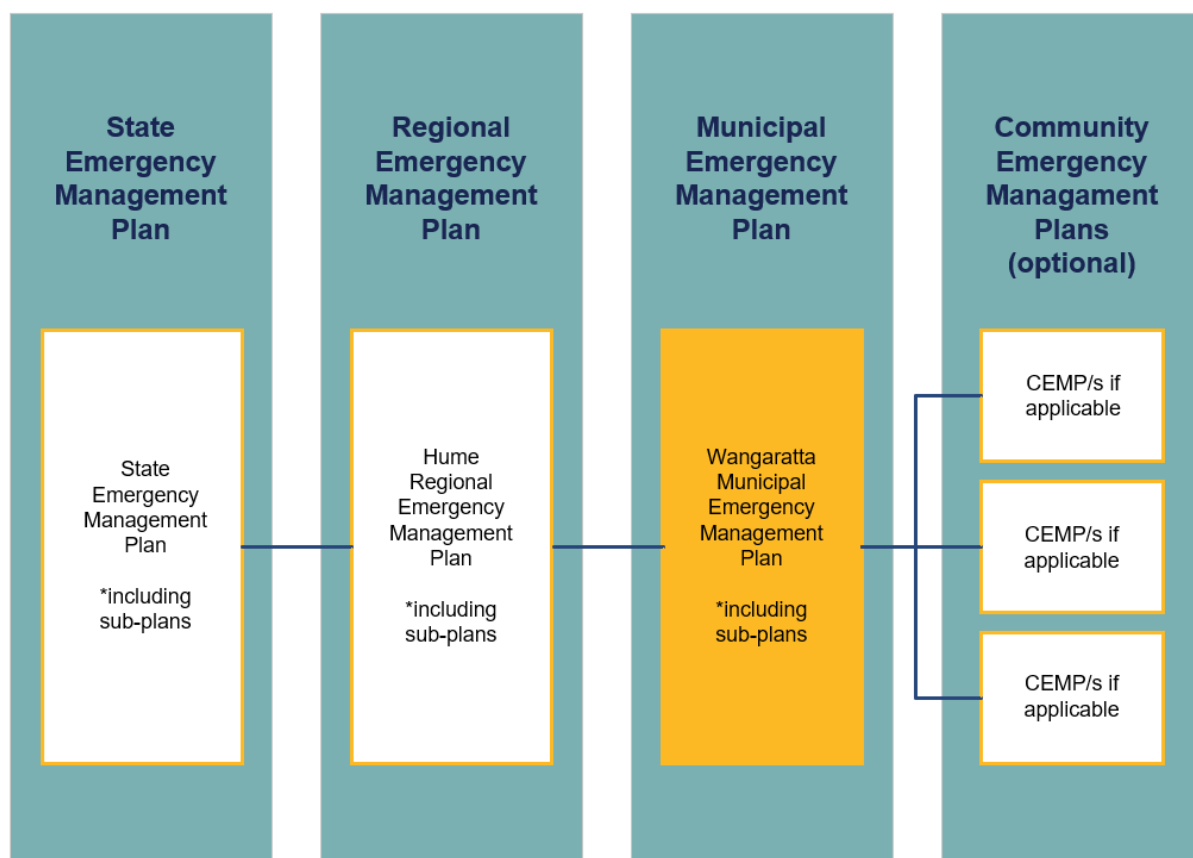 State
Emergency
Management
Plan
State
Emergency
Management
Plan
*including
sub-plans
Regional
Emergency
Management
Plan
Hume
Regional
Emergency
Management
Plan
*including
sub-plans
Municipal
Emergency
Management
Plan
Wangaratta
Municipal
Emergency
Management
Plan
*including
sub-plans
Community
Emergency
Managament
Plans
(optional)
CEMP/s if
applicable
CEMP/s if
applicable
CEMP/s if
applicable